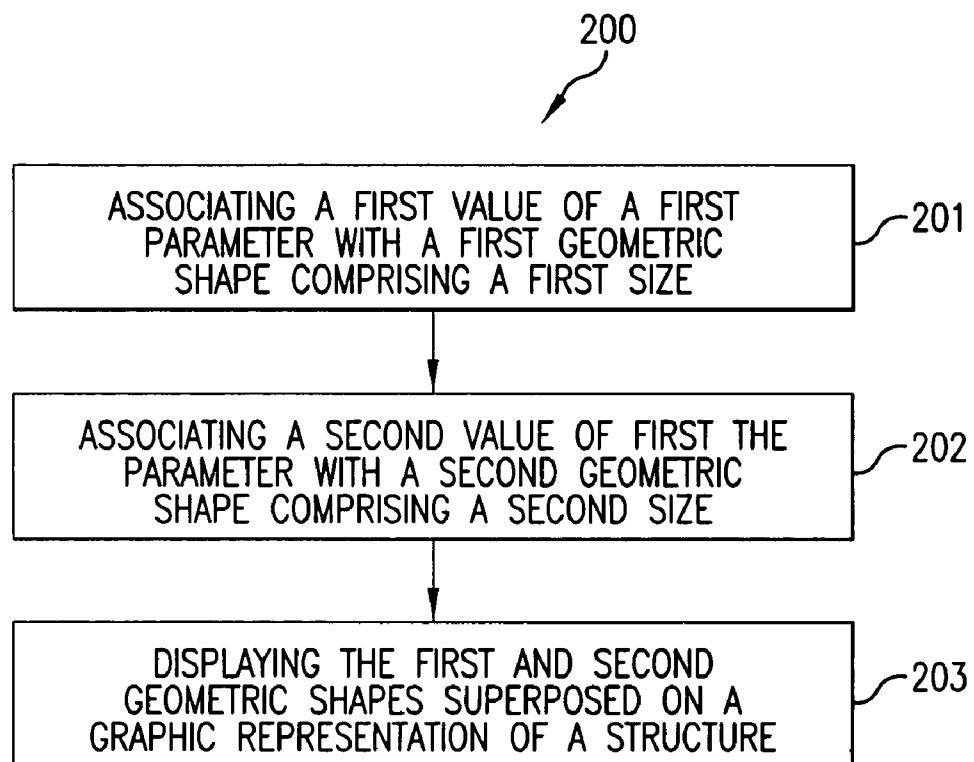 200
ASSOCIATING A FIRST VALUE OF A FIRST
PARAMETER WITH A FIRST GEOMETRIC
SHAPE COMPRISING A FIRST SIZE
201
ASSOCIATING A SECOND VALUE OF FIRST THE
PARAMETER WITH A SECOND GEOMETRIC
SHAPE COMPRISING A SECOND SIZE
202
DISPLAYING THE FIRST AND SECOND
GEOMETRIC SHAPES SUPERPOSED ON A
GRAPHIC REPRESENTATION OF A STRUCTURE
203